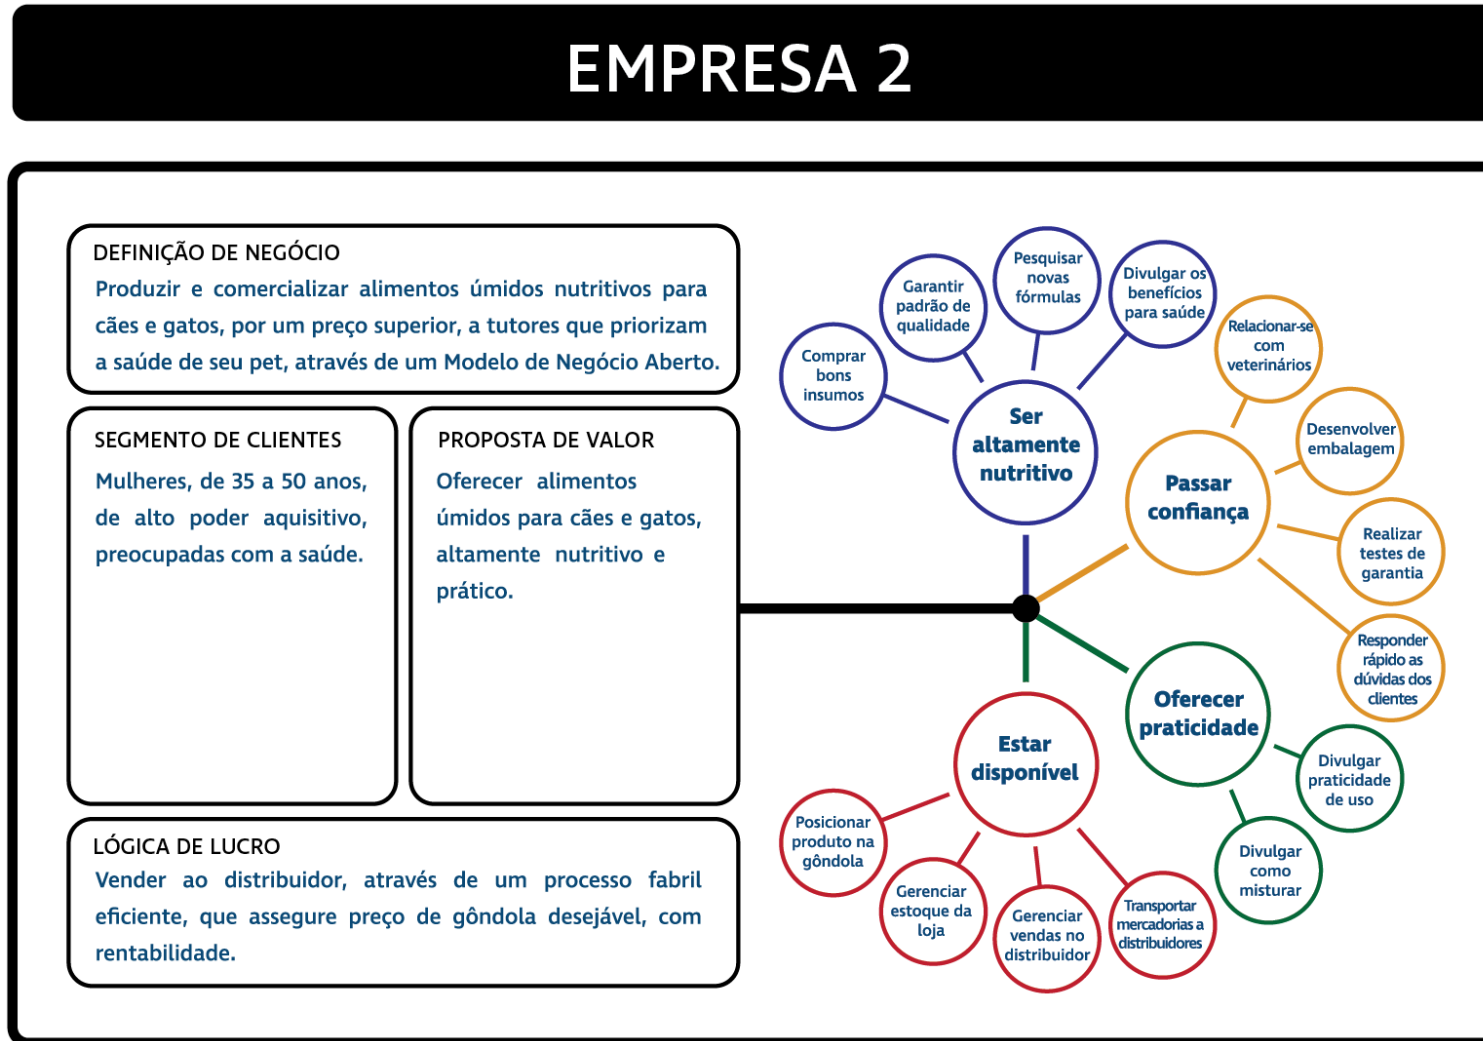 EMPRESA 2
DEFINIÇÃO DE NEGÓCIO
Produzir e comercializar alimentos úmidos nutritivos para
cães e gatos, por um preço superior, a tutores que priorizam
a saúde de seu pet, através de um Modelo de Negócio Aberto.
SEGMENTO DE CLIENTES
Mulheres, de 35 a 50 anos,
de alto poder aquisitivo,
preocupadas com a saúde.
PROPOSTA DE VALOR
Oferecer alimentos
úmidos para cães e gatos,
altamente nutritivo e
prático.
LÓGICA DE LUCRO
Vender ao distribuidor, através de um processo fabril
eficiente, que assegure preço de gôndola desejável, com
rentabilidade.
Ser
altamente
nutritivo
Comprar
bons
insumos
Garantir
padrão de
qualidade
Pesquisar
novas
fórmulas
Divulgar os
benefícios
para saúde
Passar
confiança
Relacionar-se
com
veterinários
Desenvolver
embalagem
Realizar
testes de
garantia
Responder
rápido as
dúvidas dos
clientes
Oferecer
praticidade
Divulgar
praticidade
de uso
Divulgar
como
misturar
Estar
disponível
Transportar
mercadorias a
distribuidores
Gerenciar
vendas no
distribuidor
Gerenciar
estoque da
loja
Posicionar
produto na
gôndola